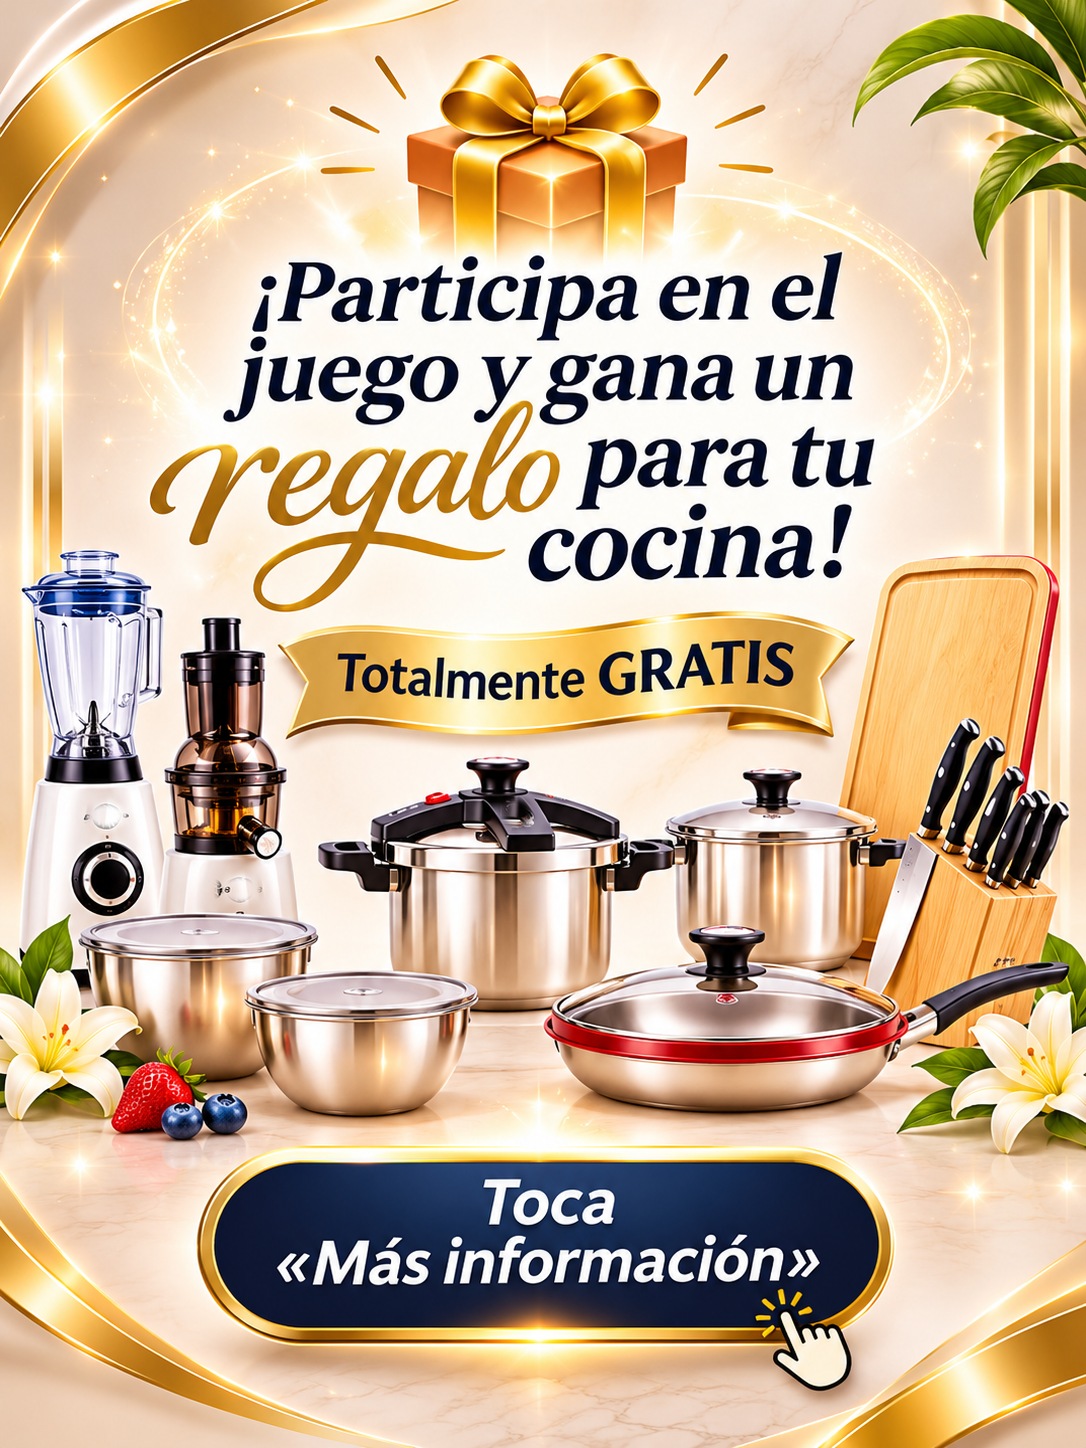 ¡Participa en el
juego y gana un
regalo para tu
cocina!
Totalmente GRATIS
Toca
«Más información»